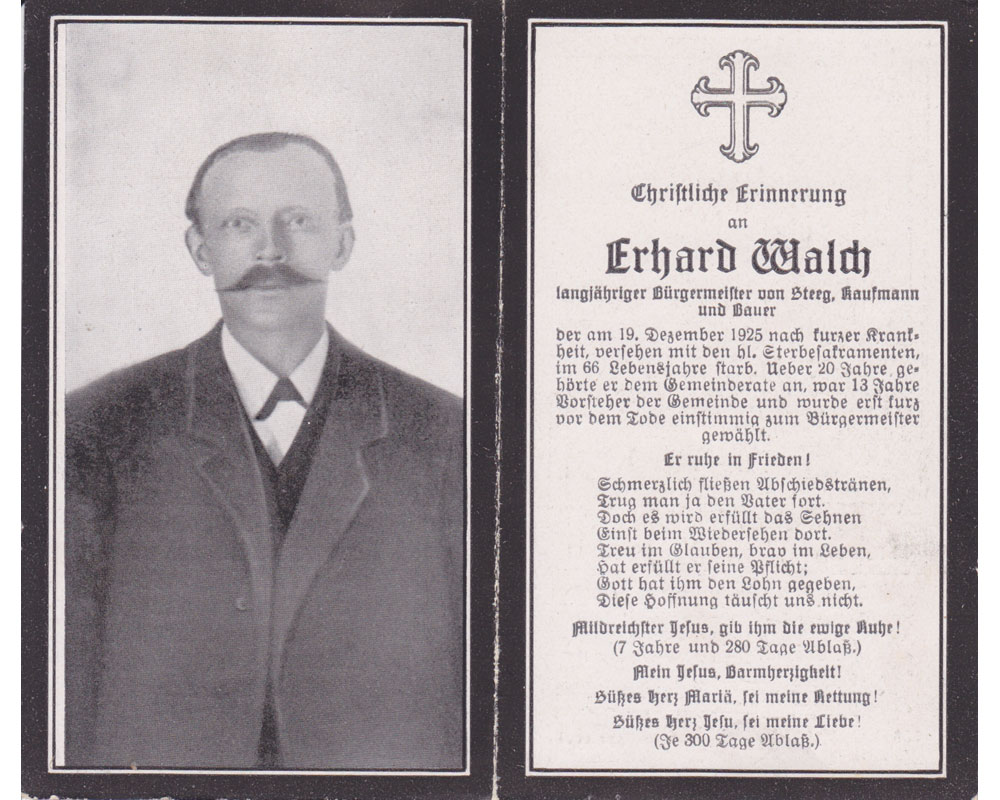 Christliche Erinnerung
an
Erhard Walch
langjähriger Bürgermeister von Steeg, Kaufmann
und Bauer
der am 19. Dezember 1925 nach kurzer Krank-
heit, versehen mit den hl. Sterbesakramenten,
im 66 Lebensjahre starb. Ueber 20 Jahre ge-
hörte er dem Gemeinderate an, war 13 Jahre
Vorsteher der Gemeinde und wurde erst kurz
vor dem Tode einstimmig zum Bürgermeister
gewählt.
Er ruhe in Frieden!
Schmerzlich fließen Abschiedstränen,
Trug man ja den Vater fort.
Doch es wird erfüllt das Sehnen
Einst beim Wiedersehen dort.
Treu im Glauben, brav im Leben,
Hat erfüllt er seine Pflicht;
Gott hat ihm den Lohn gegeben,
Diese Hoffnung täuscht uns nicht.
Mildreichster Jesus, gib ihm die ewige Ruhe!
(7 Jahre und 280 Tage Ablaß.)
Mein Jesus, Barmherzigkeit!
Süßes Herz Mariä, sei meine Rettung!
Süßes Herz Jesu, sei meine Liebe!
(Je 300 Tage Ablaß.)